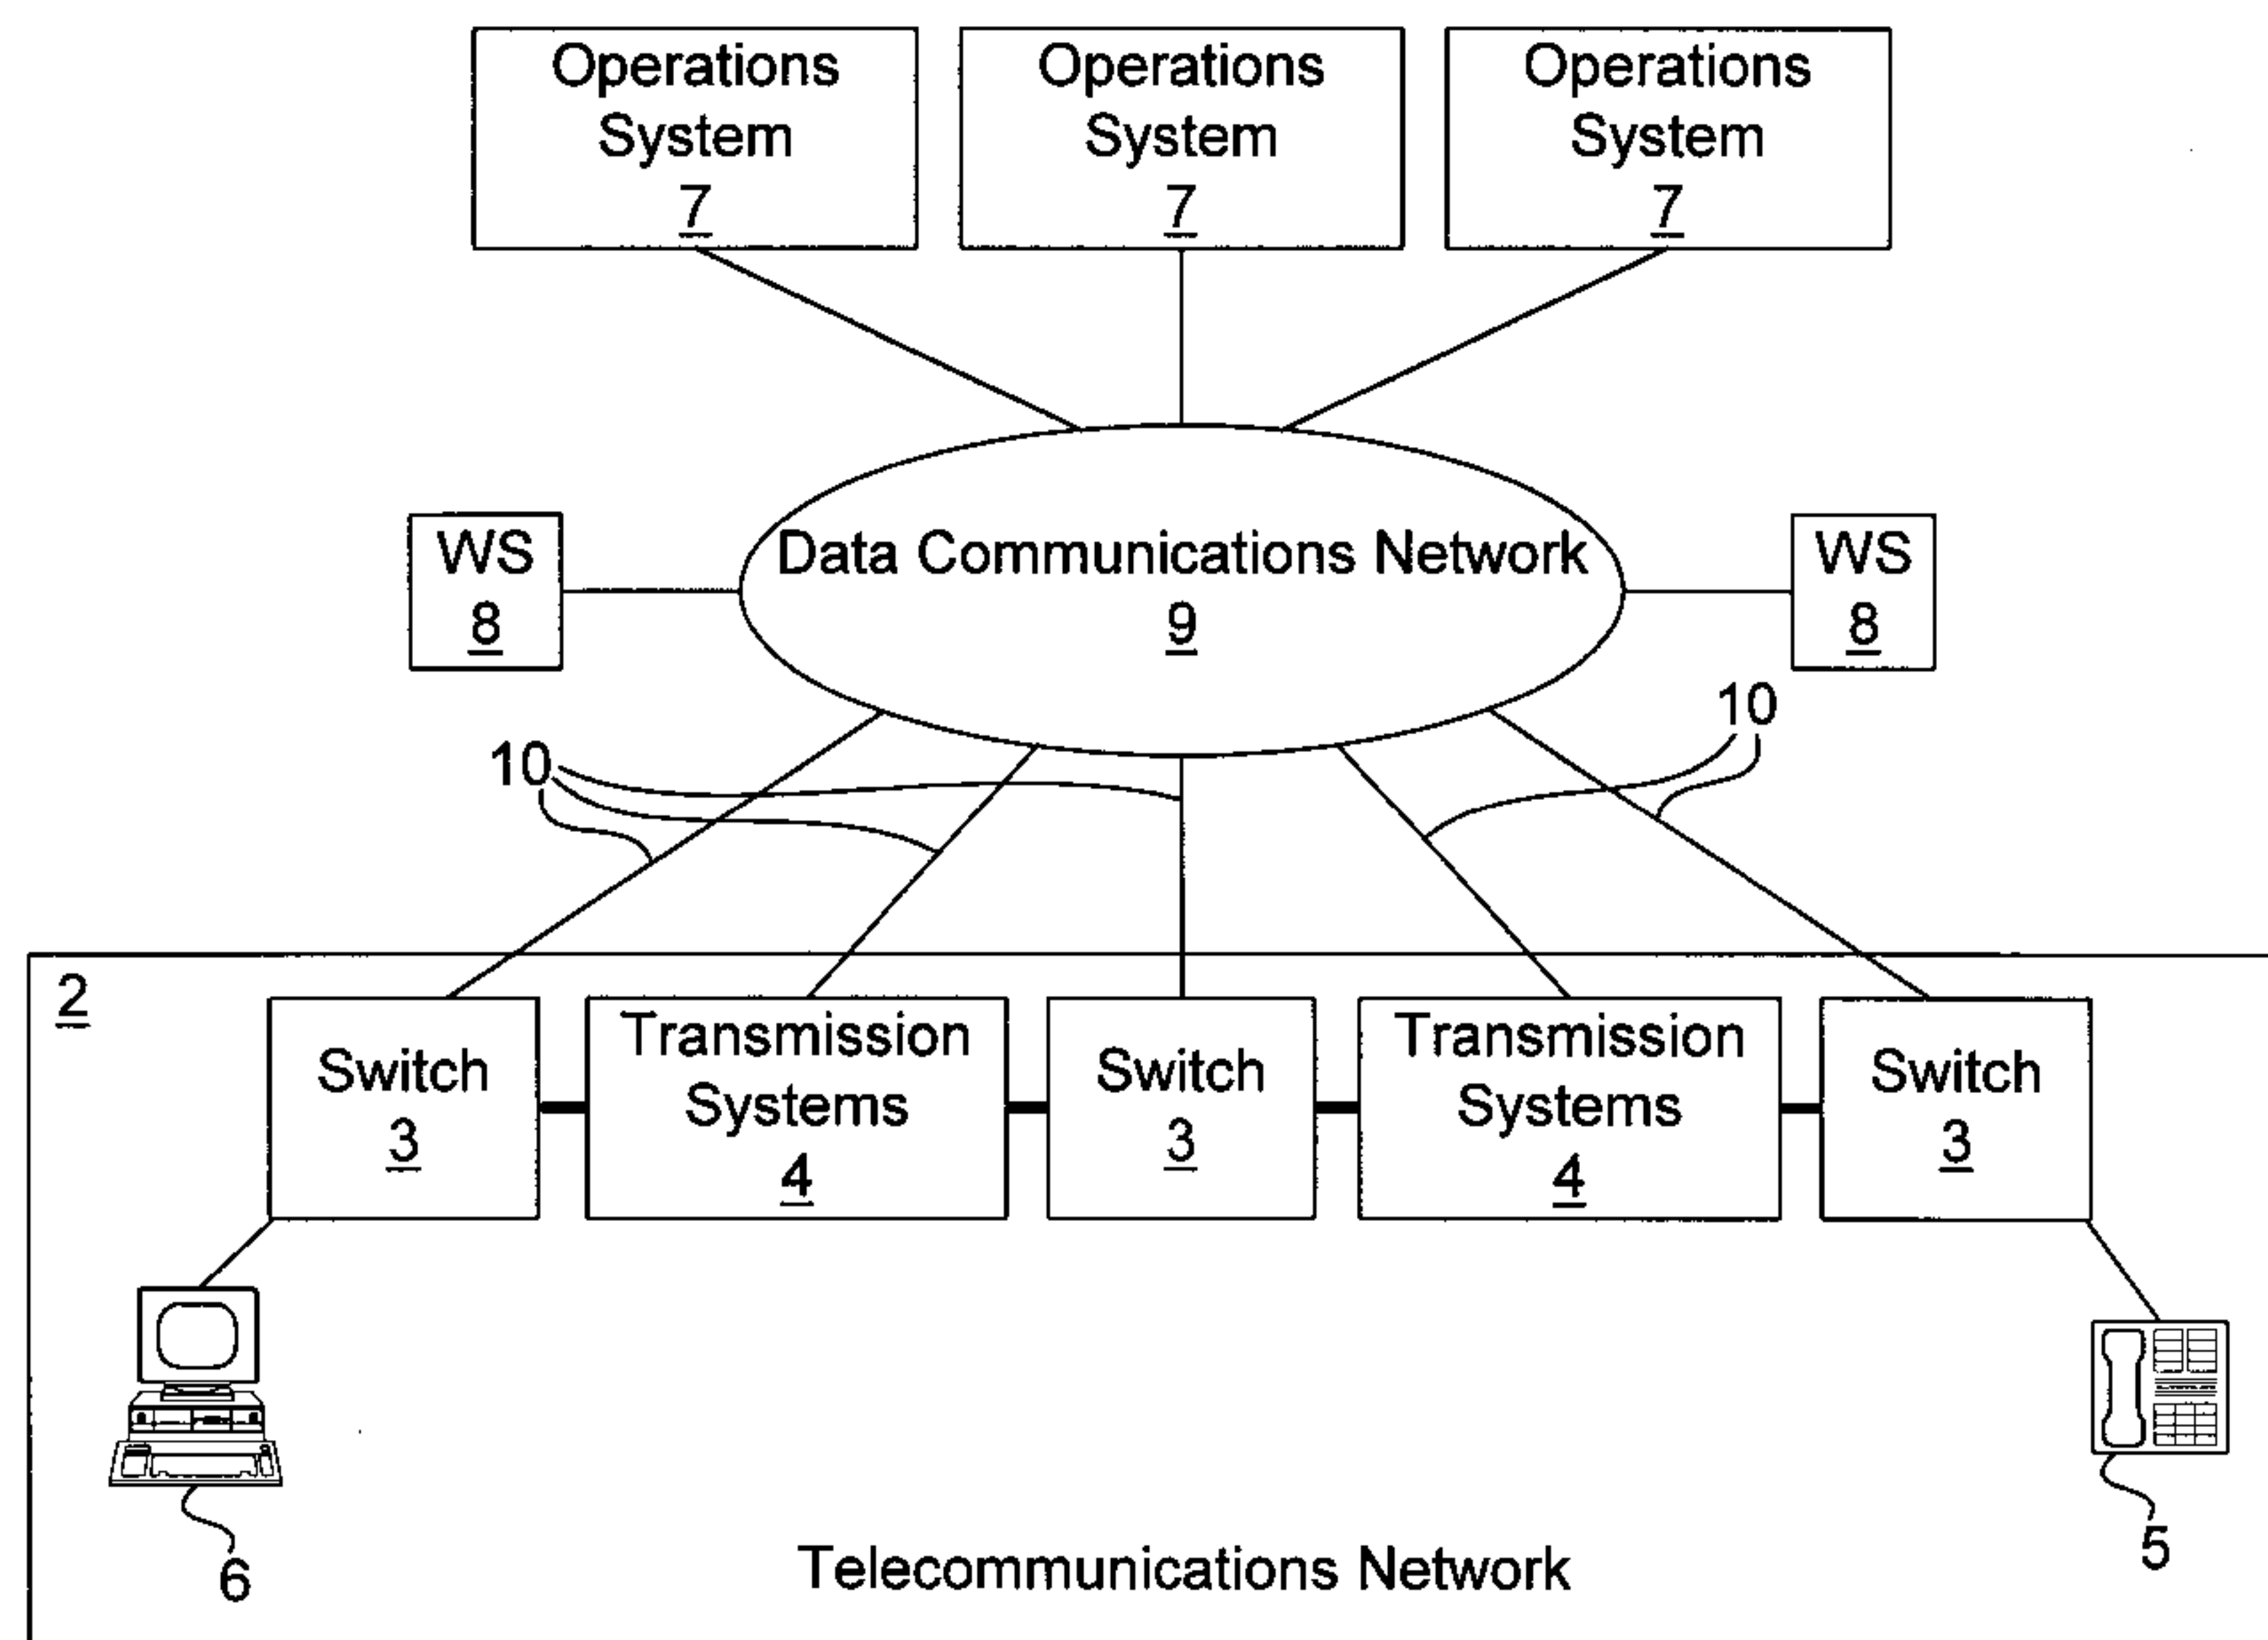 Operations
System
7
Operations
System
7
Operations
System
7
WS
8
Data Communications Network
9
WS
8
10
10
2
Switch
3
Transmission
Systems
4
Switch
3
Transmission
Systems
4
Switch
3
6
Telecommunications Network
5